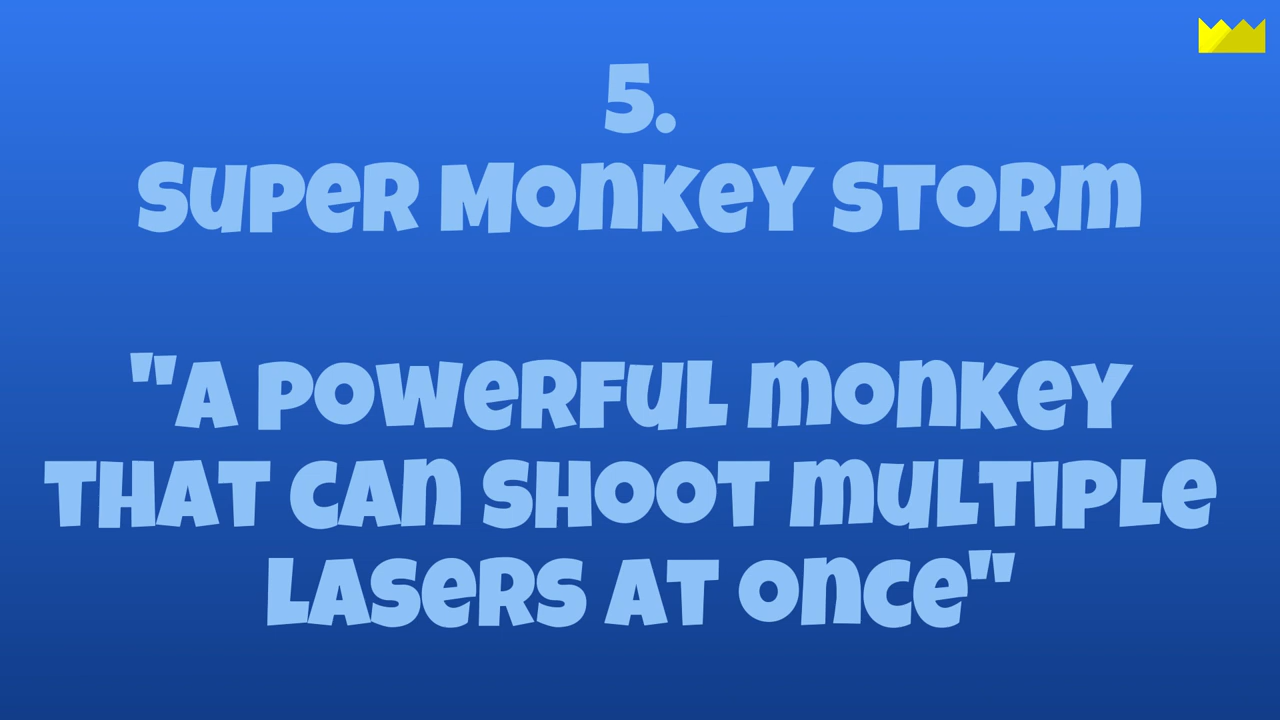 5.
Super Monkey Storm
"A powerful monkey
that can shoot multiple
lasers at once"